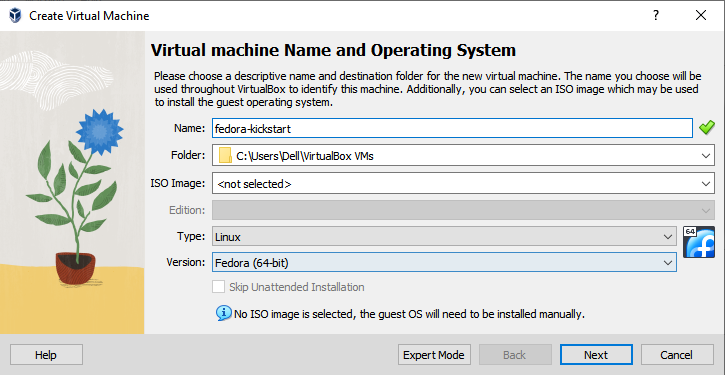 Create Virtual Machine
?
Virtual machine Name and Operating System
Please choose a descriptive name and destination folder for the new virtual machine. The name you choose will be
used throughout VirtualBox to identify this machine. Additionally, you can select an ISO image which may be used
to install the guest operating system.
Name: fedora-kickstart
Folder: C:\Users\Dell\VirtualBox VMs
ISO Image: <not selected>
Edition:
Type: Linux
64
Version: Fedora (64-bit)
Skip Unattended Installation
No ISO image is selected, the guest OS will need to be installed manually.
Help Expert Mode Back Next Cancel